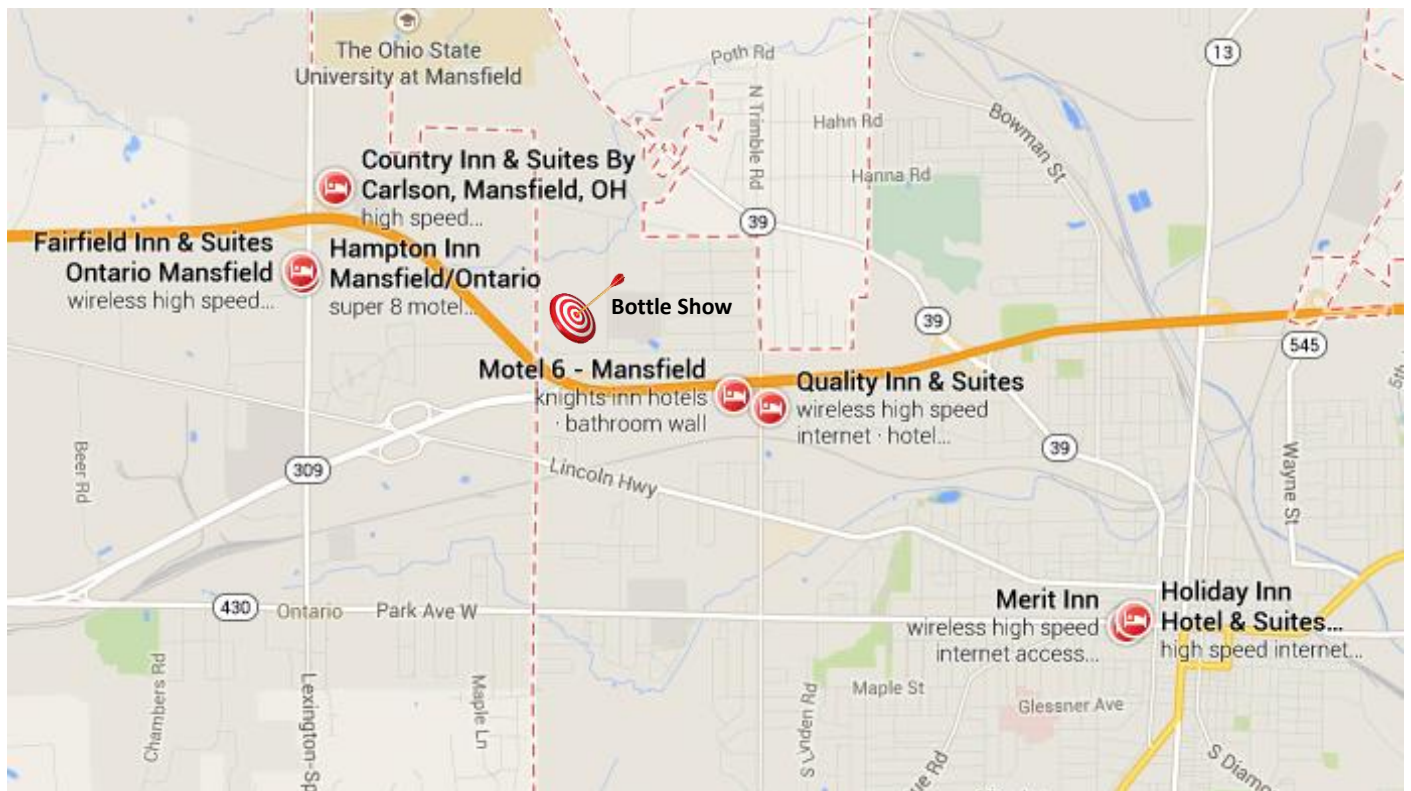 The Ohio State
University at Mansfield
Poth Rd
13
N Trimble Rd
Hahn Rd
Bowman St
Country Inn & Suites By
Carlson, Mansfield, OH
high speed...
Hanna Rd
39
Fairfield Inn & Suites
Ontario Mansfield
wireless high speed...
Hampton Inn
Mansfield/Ontario
super 8 motel...
Bottle Show
39
545
Motel 6 - Mansfield
knights inn hotels
· bathroom wall
Quality Inn & Suites
wireless high speed
internet · hotel...
5th
Beer Rd
309
Lincoln Hwy
39
Wayne St
430
Ontario
Park Ave W
Merit Inn
wireless high speed
internet access...
Holiday Inn
Hotel & Suites...
high speed internet...
Chambers Rd
Lexington-Sp
Maple Ln
S Lynden Rd
Maple St
Glessner Ave
ue Rd
S Diamo